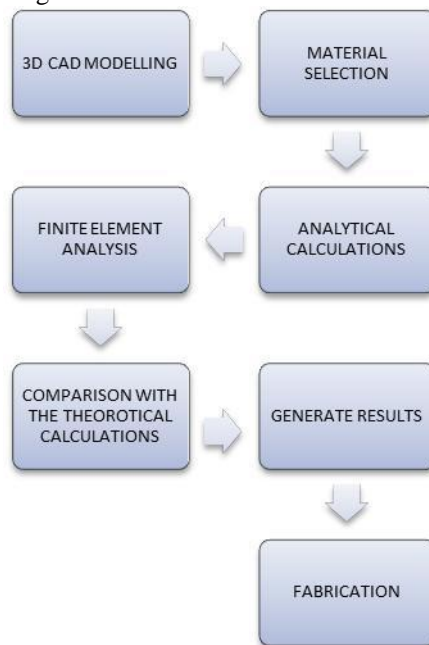 3D CAD MODELLING
MATERIAL
SELECTION
ANALYTICAL
CALCULATIONS
FINITE ELEMENT
ANALYSIS
COMPARISON WITH
THE THEOROTICAL
CALCULATIONS
GENERATE RESULTS
FABRICATION